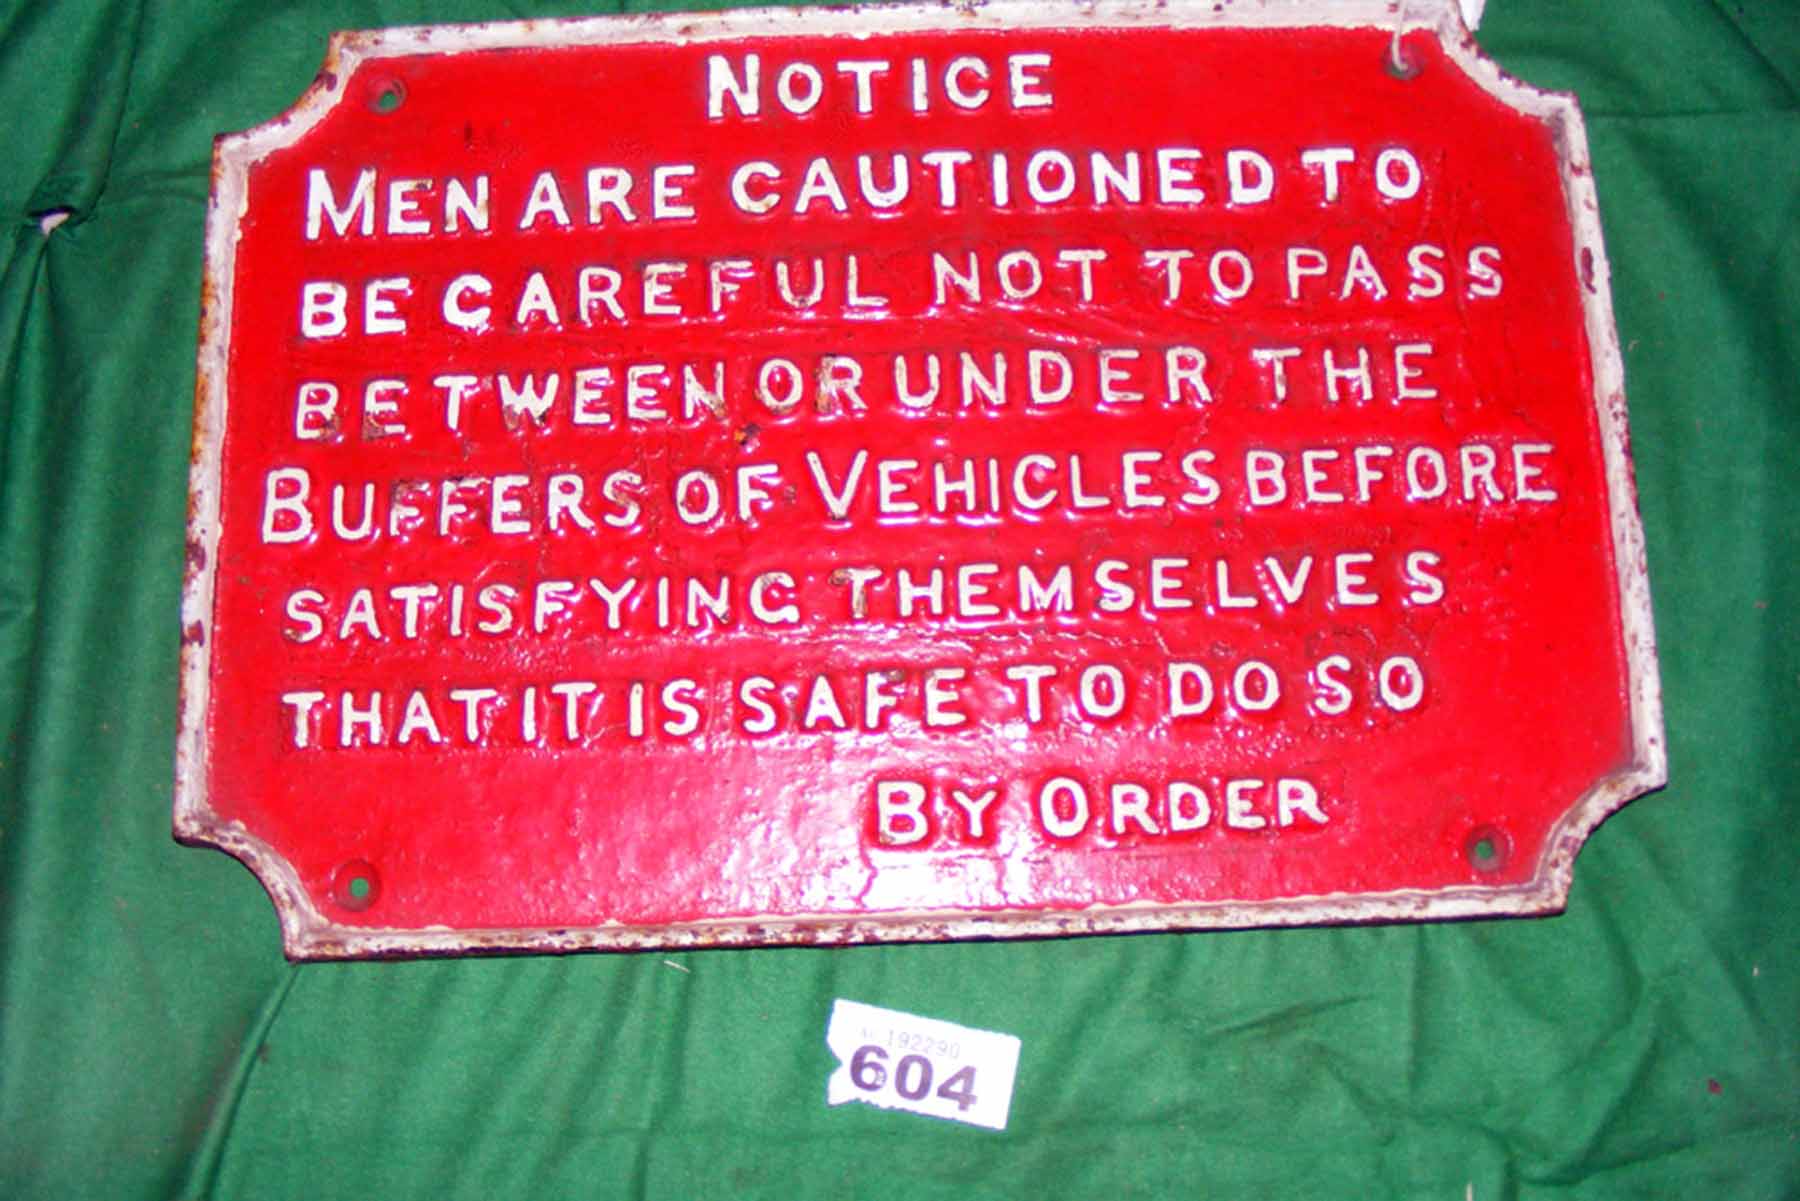 NOTICE
MEN ARE CAUTIONED TO
BE CAREFUL NOT TO PASS
BETWEEN OR UNDER THE
BUFFERS OF VEHICLES BEFORE
SATISFYING THEMSELVES
THAT IT IS SAFE TO DO SO
BY ORDER
192290
604